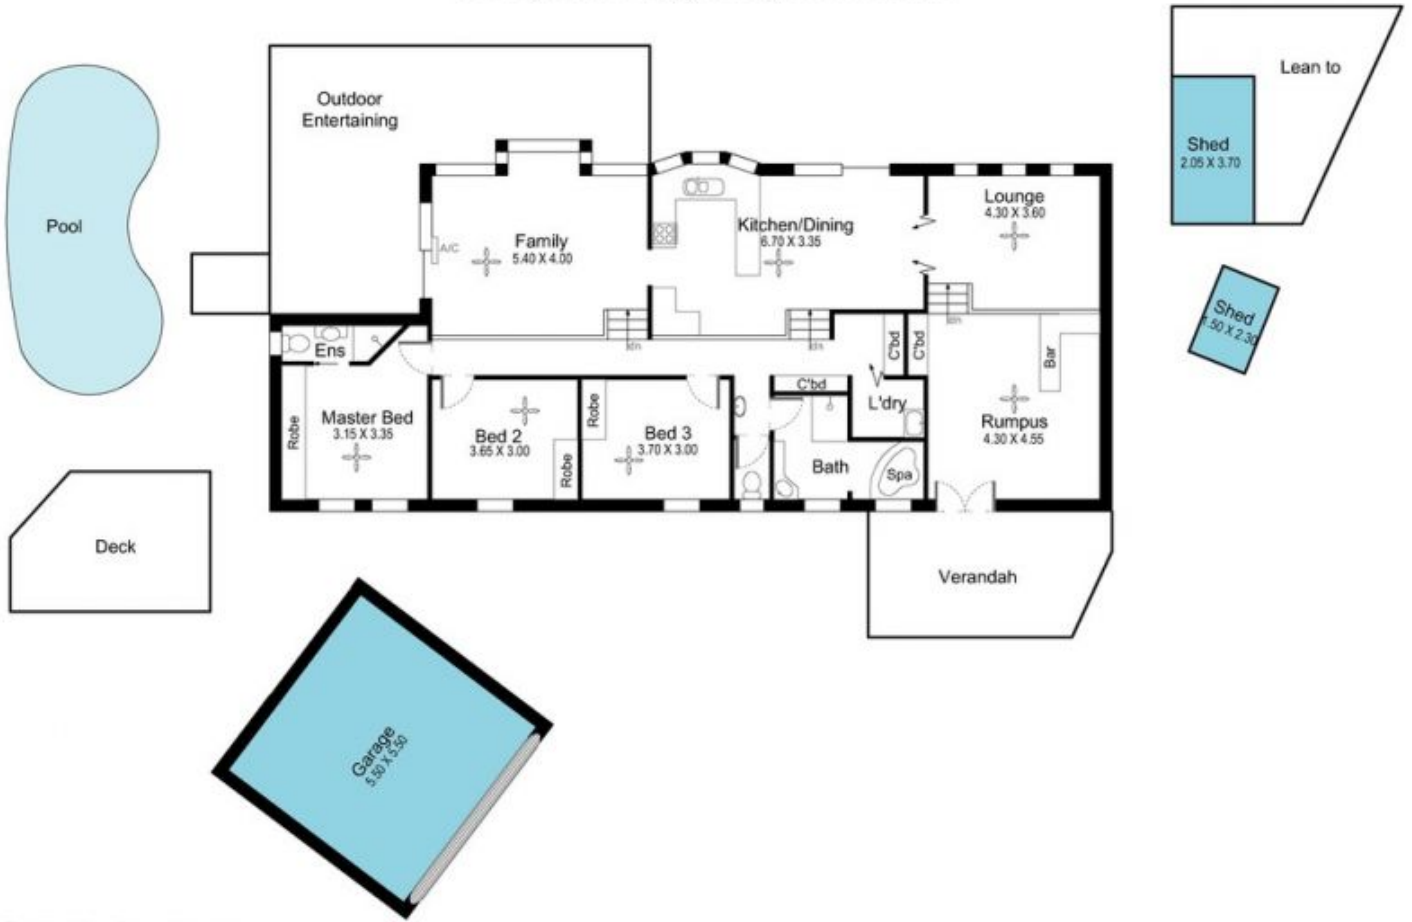 Outdoor
Entertaining
Lean to
Shed
2.05 X 3.70
Pool
Lounge
4.30 X 3.60
Kitchen/Dining
6.70 X 3.35
Family
5.40 X 4.00
A/C
Shed
1.50 X 2.30
dn
dn
dn
Ens
C'bd
C'bd
Bar
C'bd
L'dry
Master Bed
3.15 X 3.35
Robe
Bed 2
3.65 X 3.00
Robe
Robe
Bed 3
3.70 X 3.00
Bath
Spa
Rumpus
4.30 X 4.55
Deck
Verandah
Garage
5.50 X 5.50